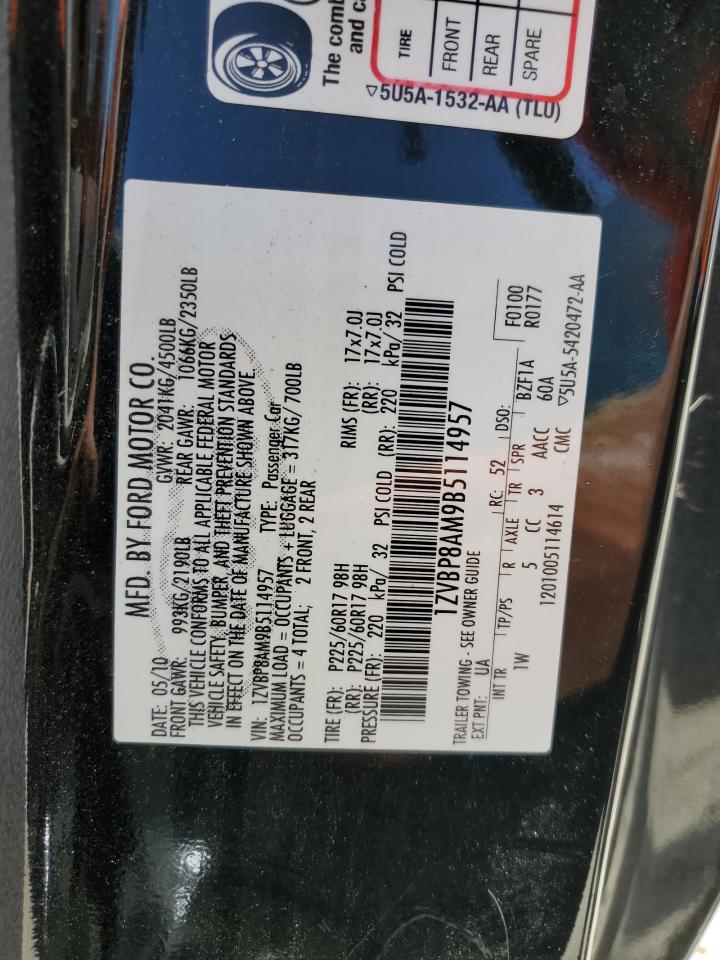 The comb
and ca
TIRE
FRONT
REAR
SPARE
▽5U5A-1532-AA (TLU)
MFD. BY FORD MOTOR CO.
DATE: 05/10 GVWR: 2041KG/4500LB
FRONT GAWR: 993KG/2190LB REAR GAWR: 1066KG/2350LB
THIS VEHICLE CONFORMS TO ALL APPLICABLE FEDERAL MOTOR
VEHICLE SAFETY, BUMPER, AND THEFT PREVENTION STANDARDS
IN EFFECT ON THE DATE OF MANUFACTURE SHOWN ABOVE.
VIN: 1ZVBP8AM9B5114957 TYPE: Passenger Car
MAXIMUM LOAD = OCCUPANTS + LUGGAGE = 317KG/700LB
OCCUPANTS = 4 TOTAL; 2 FRONT, 2 REAR
TIRE (FR): P225/60R17 98H RIMS (FR): 17x7.0J
(RR): P225/60R17 98H (RR): 17x7.0J
PRESSURE (FR): 220 kPa/ 32 PSI COLD (RR): 220 kPa/ 32 PSI COLD
1ZVBP8AM9B5114957
TRAILER TOWING - SEE OWNER GUIDE
EXT PNT: UA RC: 52 DSO: F0100
R0177
INT TR TP/PS R AXLE TR SPR BZF1A
1W 5 CC 3 AACC 60A
1201005114614 CMC ▽5U5A-5420472-AA